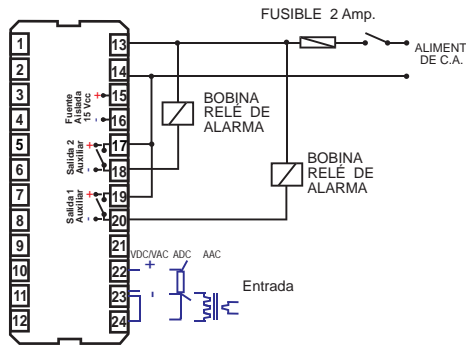 FUSIBLE 2 Amp.
ALIMENT
DE C.A.
1
2
3
4
5
6
7
8
9
10
11
12
13
14
15
16
17
18
19
20
21
22
23
24
Fuente
Aislada
15 Vcc
+
-
Salida 2
Auxiliar
+
-
Salida 1
Auxiliar
+
-
BOBINA
RELÉ DE
ALARMA
BOBINA
RELÉ DE
ALARMA
VDC/VAC ADC AAC
+
-
Entrada